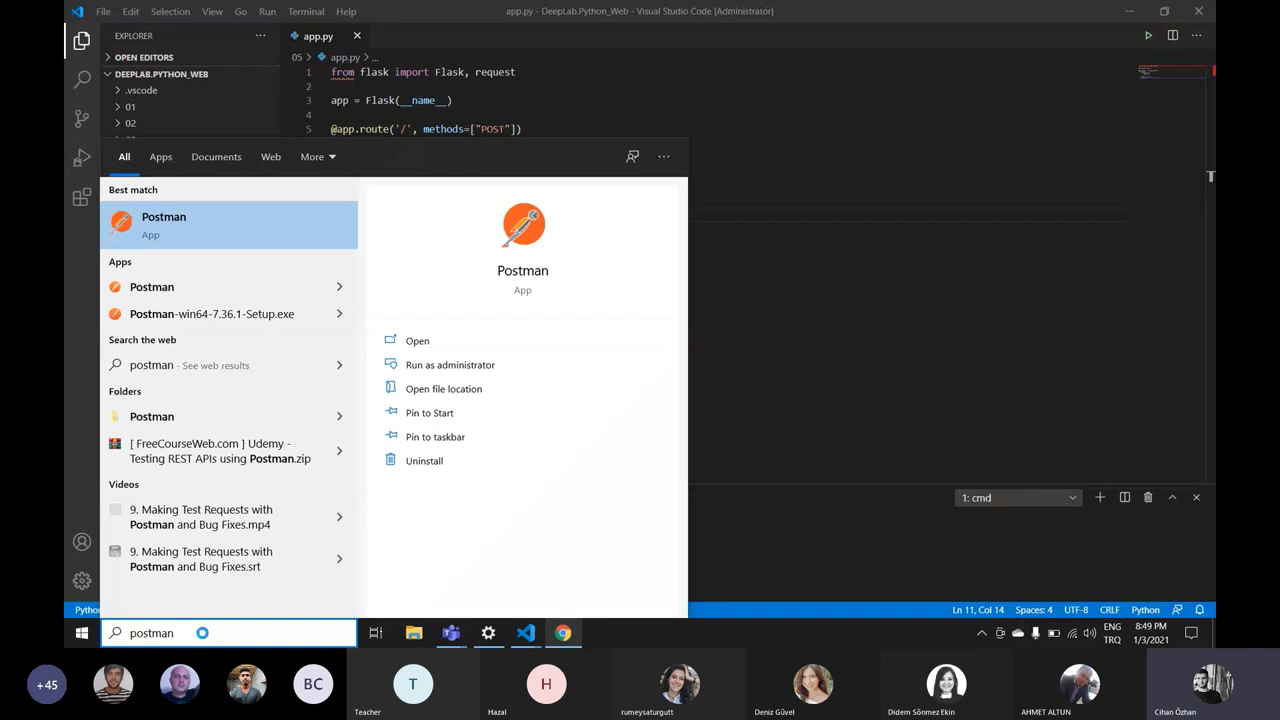 File Edit Selection View Go Run Terminal Help
app.py - DeepLab.Python_Web - Visual Studio Code [Administrator]
EXPLORER
app.py
OPEN EDITORS
05 > app.py > ...
DEEPLAB.PYTHON_WEB
1 from flask import Flask, request
.vscode
2
01
3 app = Flask(__name__)
02
4
5 @app.route('/', methods=["POST"])
All Apps Documents Web More
Best match
Postman
App
Apps
Postman
Postman-win64-7.36.1-Setup.exe
Search the web
postman - See web results
Folders
Postman
[ FreeCourseWeb.com ] Udemy -
Testing REST APIs using Postman.zip
Videos
9. Making Test Requests with
Postman and Bug Fixes.mp4
9. Making Test Requests with
Postman and Bug Fixes.srt
Postman
App
Open
Run as administrator
Open file location
Pin to Start
Pin to taskbar
Uninstall
1: cmd
Ln 11, Col 14 Spaces: 4 UTF-8 CRLF Python
postman
ENG
TRQ
8:49 PM
1/3/2021
+45
BC
T
Teacher
H
Hazal
rumeysaturgutt
Deniz Güvel
Didem Sönmez Ekin
AHMET ALTUN
Cihan Özhan